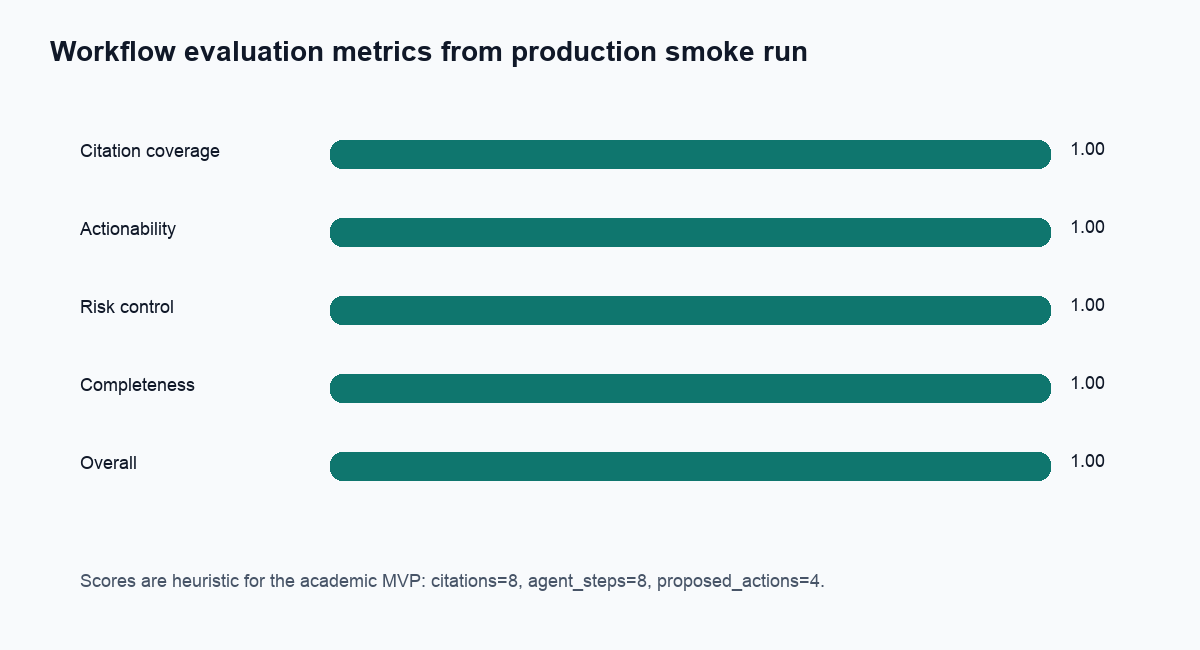 Workflow evaluation metrics from production smoke run
Citation coverage 1.00
Actionability 1.00
Risk control 1.00
Completeness 1.00
Overall 1.00
Scores are heuristic for the academic MVP: citations=8, agent_steps=8, proposed_actions=4.